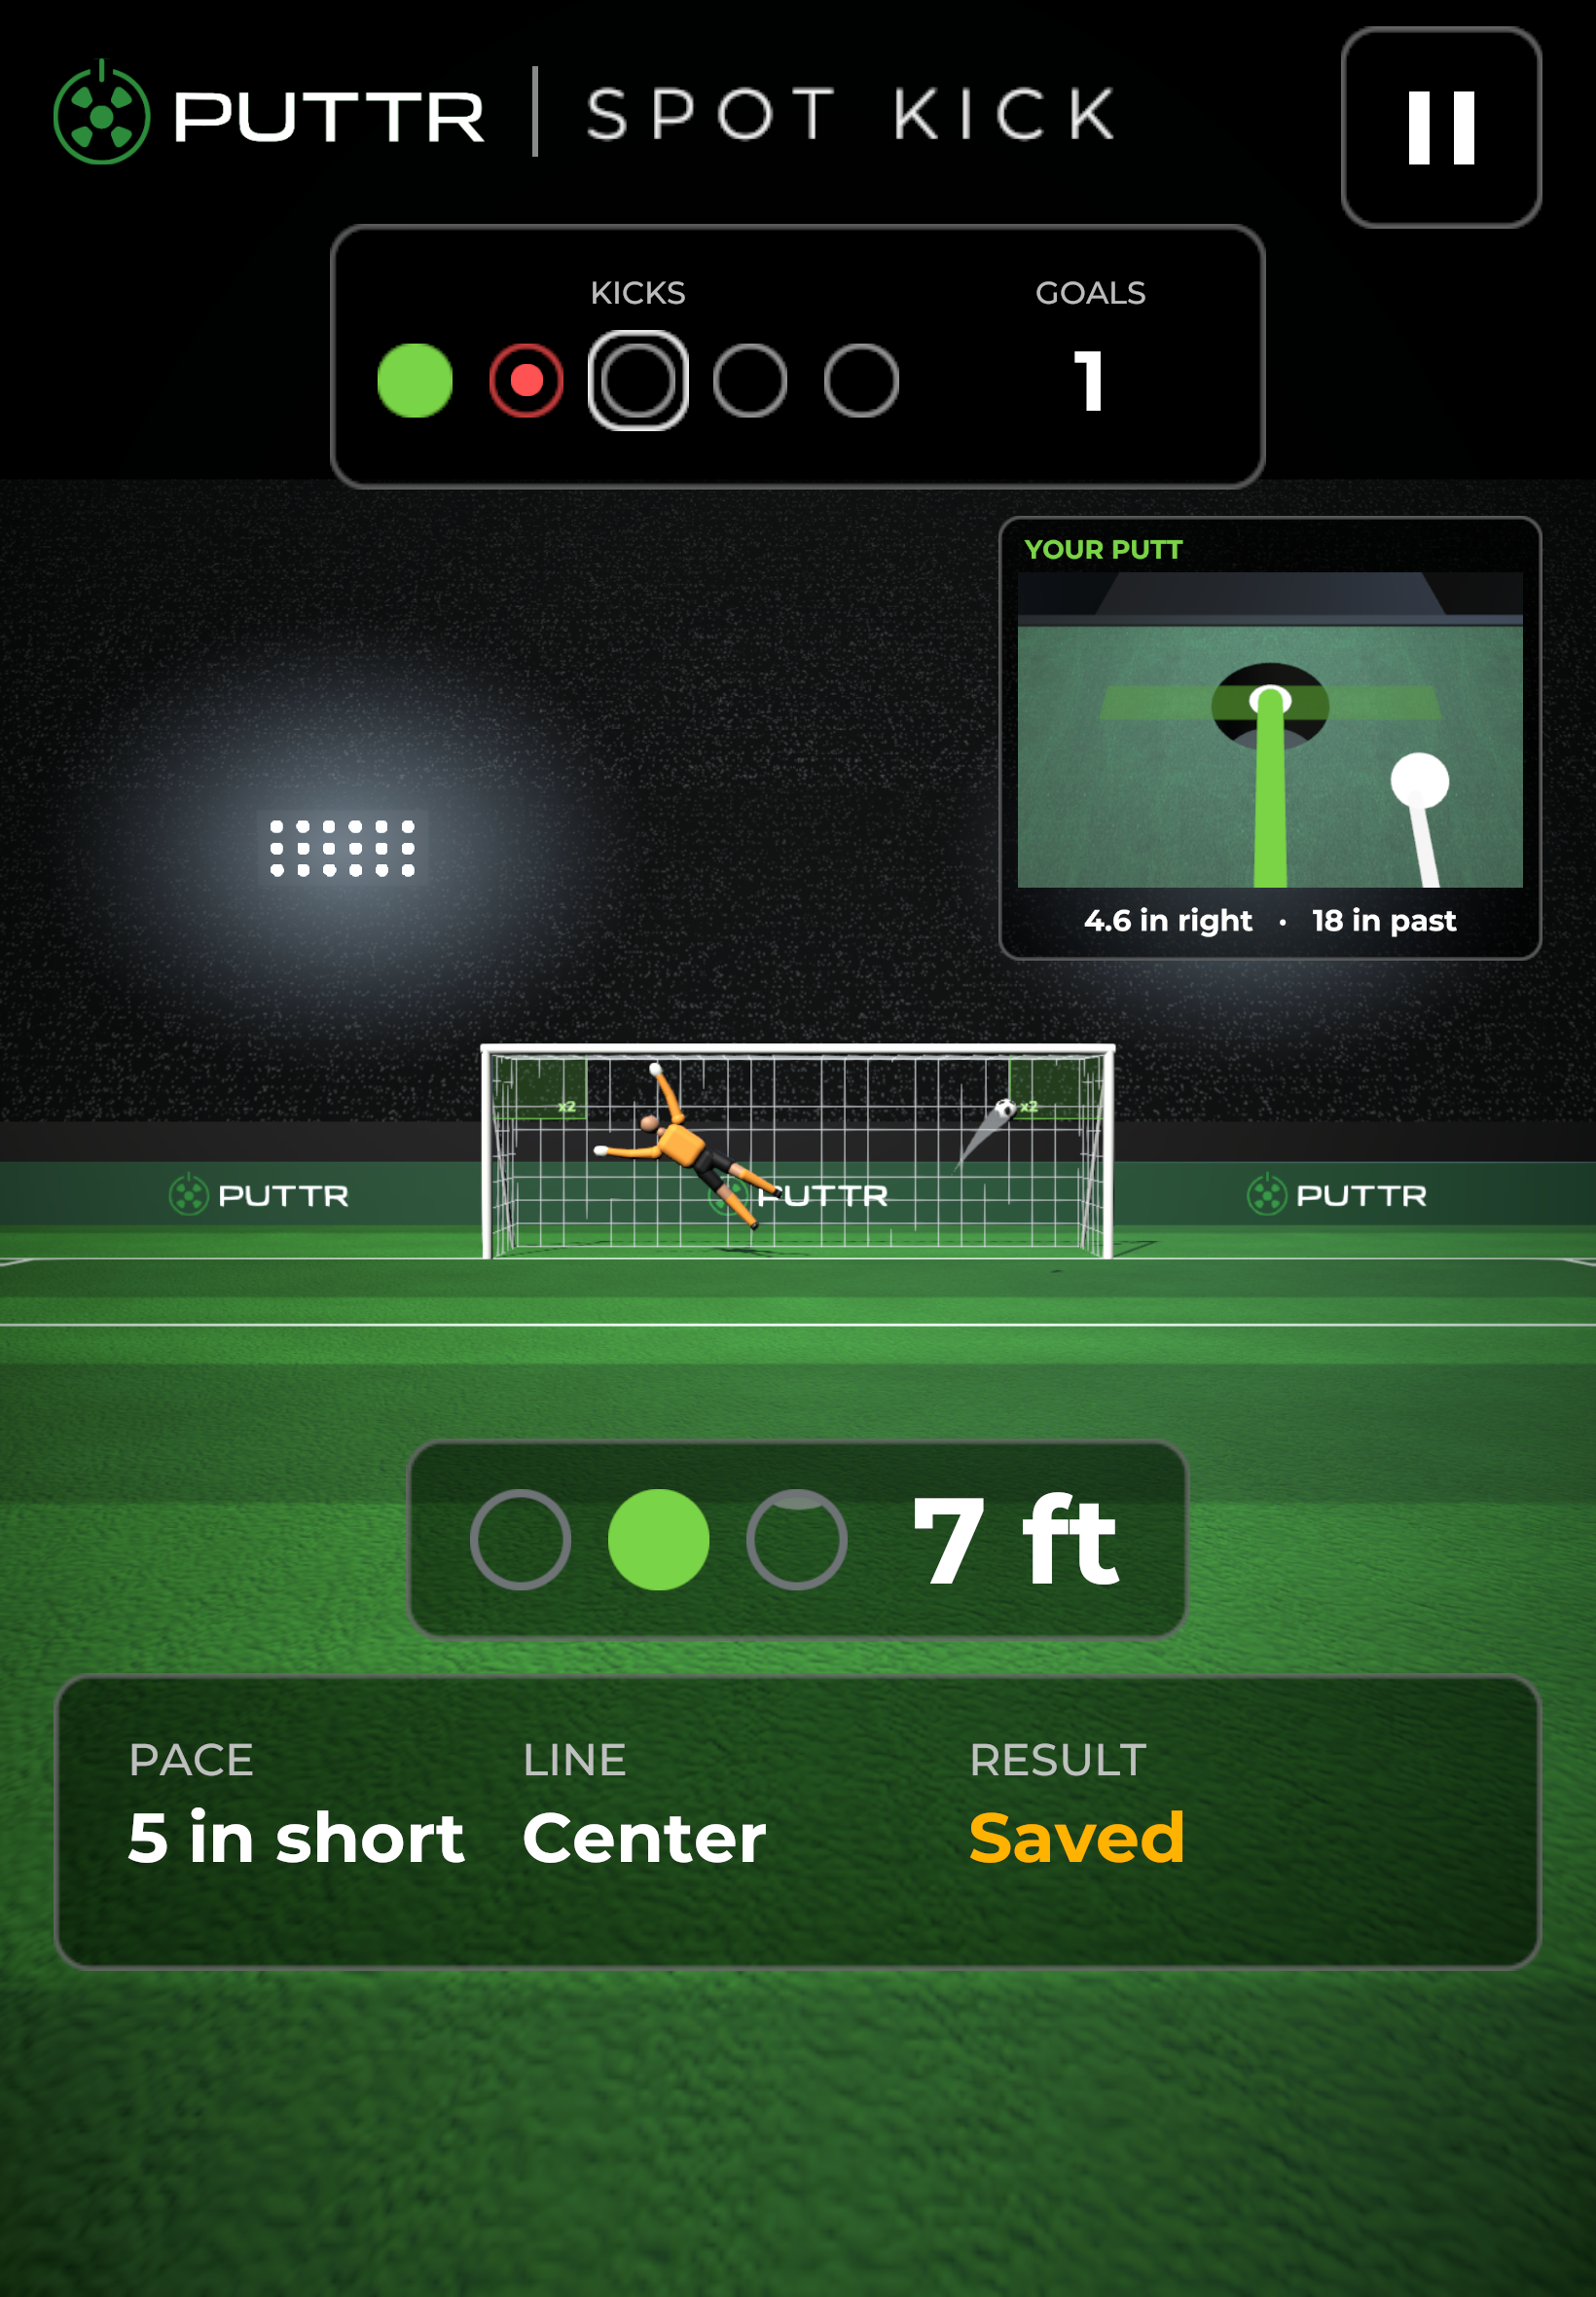 PUTTR | SPOT KICK
KICKS GOALS
1
YOUR PUTT
4.6 in right · 18 in past
x2 x2
PUTTR PUTTR PUTTR
7 ft
PACE LINE RESULT
5 in short Center Saved